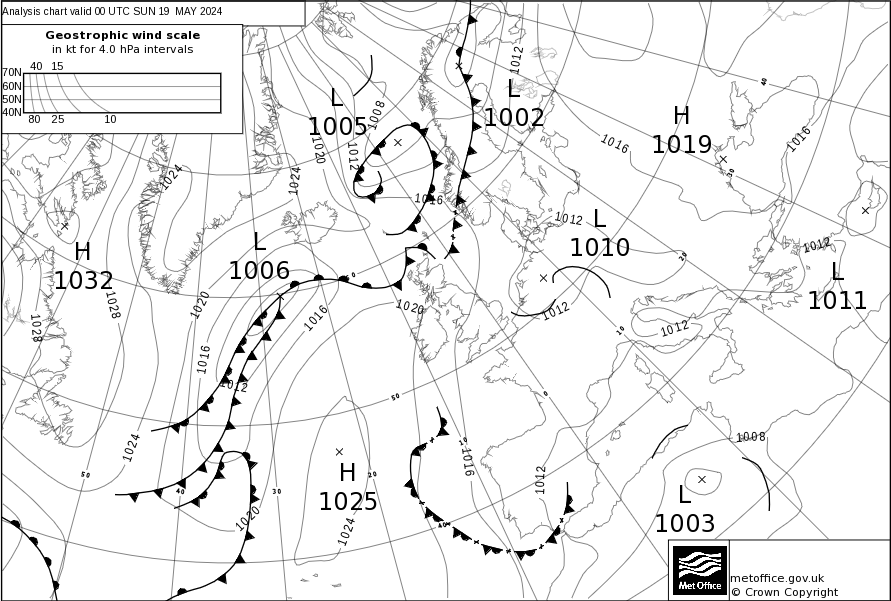 Analysis chart valid 00 UTC SUN 19 MAY 2024
Geostrophic wind scale
in kt for 4.0 hPa intervals
40 15
70N
60N
50N
40N
80 25 10
L
1005
1008
1012
1020
1024
1024
1012
L
1002
1016
H
1019
1016
40
30
1016
H
1032
L
1006
1012
L
1010
1012
L
1011
20
60
1028
1028
1020
1016
1020
1012
1012
10
1016
1012
50
0
1024
H
1025
10
1016
1012
1008
L
1003
50
40
30
20
1020
1024
40
Met Office
metoffice.gov.uk
© Crown Copyright